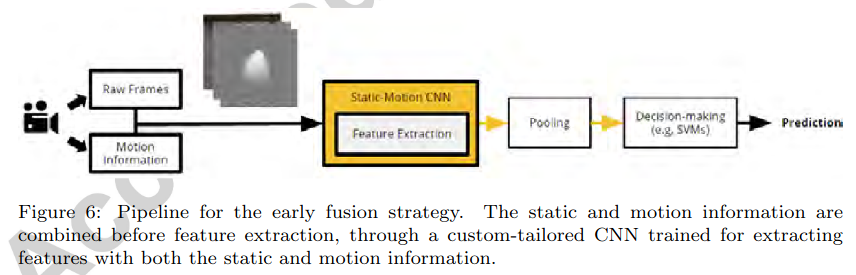 Raw Frames
Motion
Information
Static-Motion CNN
Feature Extraction
Pooling
Decision-making
(e.g, SVMs)
Prediction
Figure 6: Pipeline for the early fusion strategy. The static and motion information are
combined before feature extraction, through a custom-tailored CNN trained for extracting
features with both the static and motion information.